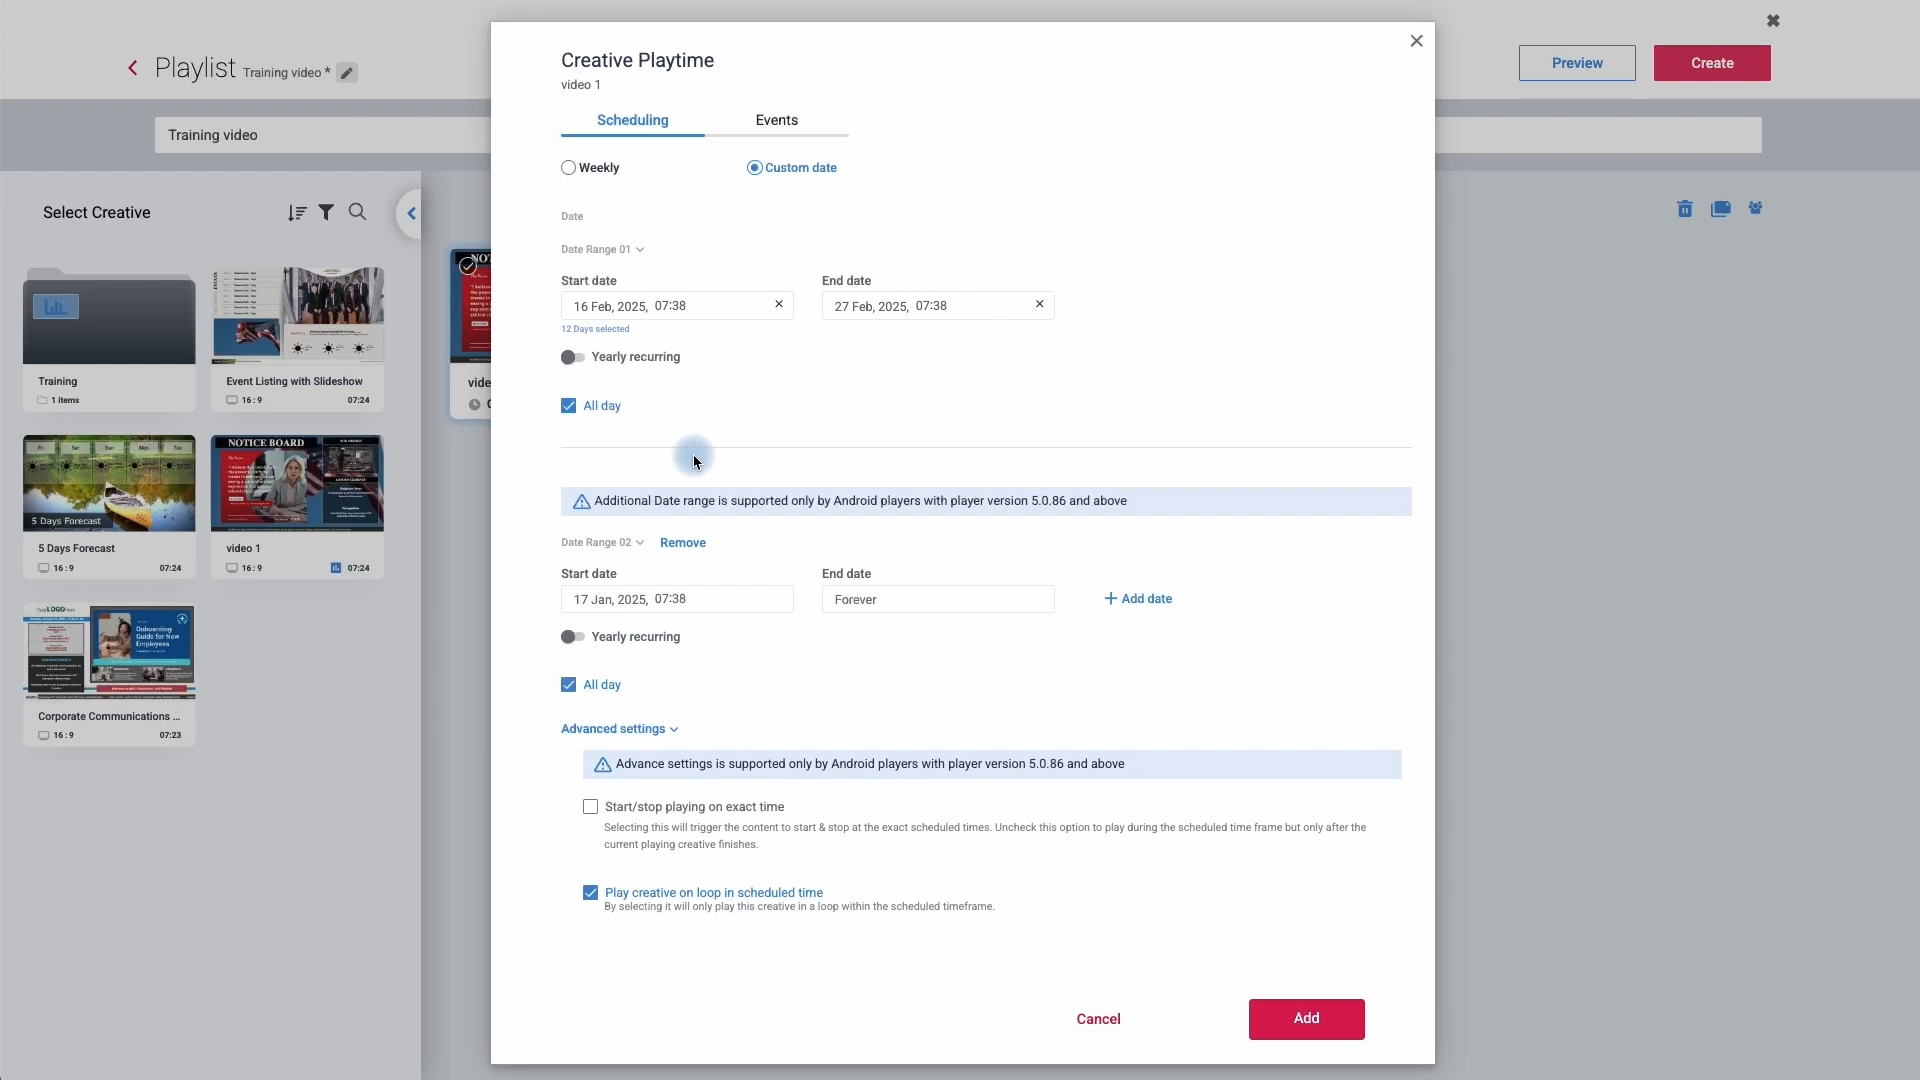 Playlist Training video *
Preview
Create
Training video
Select Creative
Training
1 items
Event Listing with Slideshow
16 : 9 07:24
5 Days Forecast
5 Days Forecast
16 : 9 07:24
NOTICE BOARD
video 1
16 : 9 07:24
Onboarding
Guide for New
Employees
Corporate Communications ...
16 : 9 07:23
NOT
vide
Creative Playtime
video 1
Scheduling Events
Weekly Custom date
Date
Date Range 01
Start date End date
16 Feb, 2025, 07:38 27 Feb, 2025, 07:38
12 Days selected
Yearly recurring
All day
Additional Date range is supported only by Android players with player version 5.0.86 and above
Date Range 02 Remove
Start date End date
17 Jan, 2025, 07:38 Forever + Add date
Yearly recurring
All day
Advanced settings
Advance settings is supported only by Android players with player version 5.0.86 and above
Start/stop playing on exact time
Selecting this will trigger the content to start & stop at the exact scheduled times. Uncheck this option to play during the scheduled time frame but only after the
current playing creative finishes.
Play creative on loop in scheduled time
By selecting it will only play this creative in a loop within the scheduled timeframe.
Cancel Add